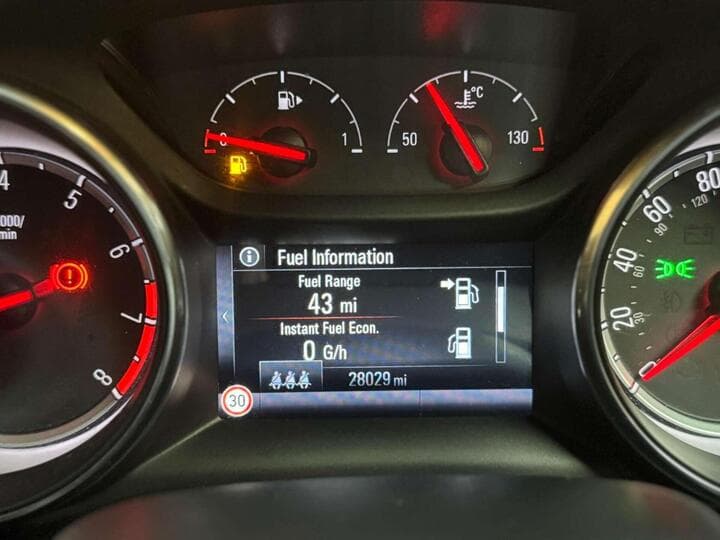 0 1
50 °C 130
4 5 6 7 8
000/
min
Fuel Information
Fuel Range
43 mi
Instant Fuel Econ.
0 G/h
28029 mi
30
0 20 40 60 80
30 60 90 120